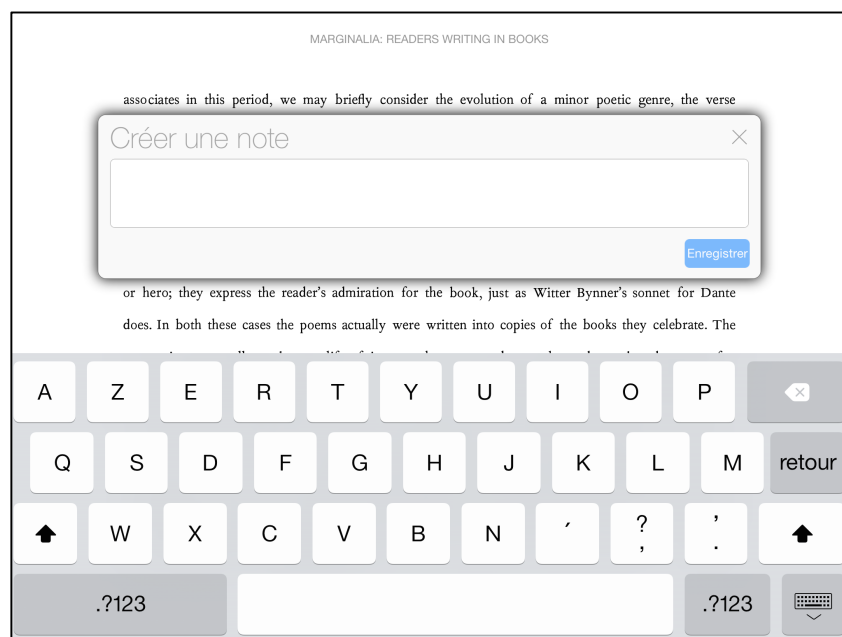 MARGINALIA: READERS WRITING IN BOOKS
associates in this period, we may briefly consider the evolution of a minor poetic genre, the verse
Créer une note
Enregistrer
or hero; they express the reader's admiration for the book, just as Witter Bynner's sonnet for Dante
does. In both these cases the poems actually were written into copies of the books they celebrate. The
A Z E R T Y U I O P
Q S D F G H J K L M retour
W X C V B N ´ ? , , .
.?123 .?123